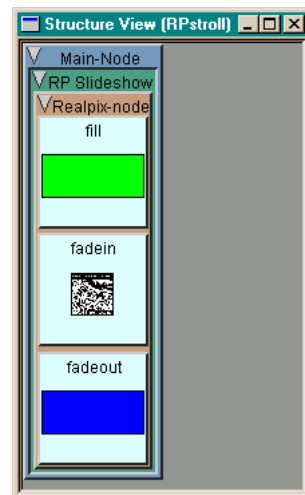 Structure View (RPstroll)
Main-Node
RP Slideshow
Realpix-node
fill
fadein
fadeout